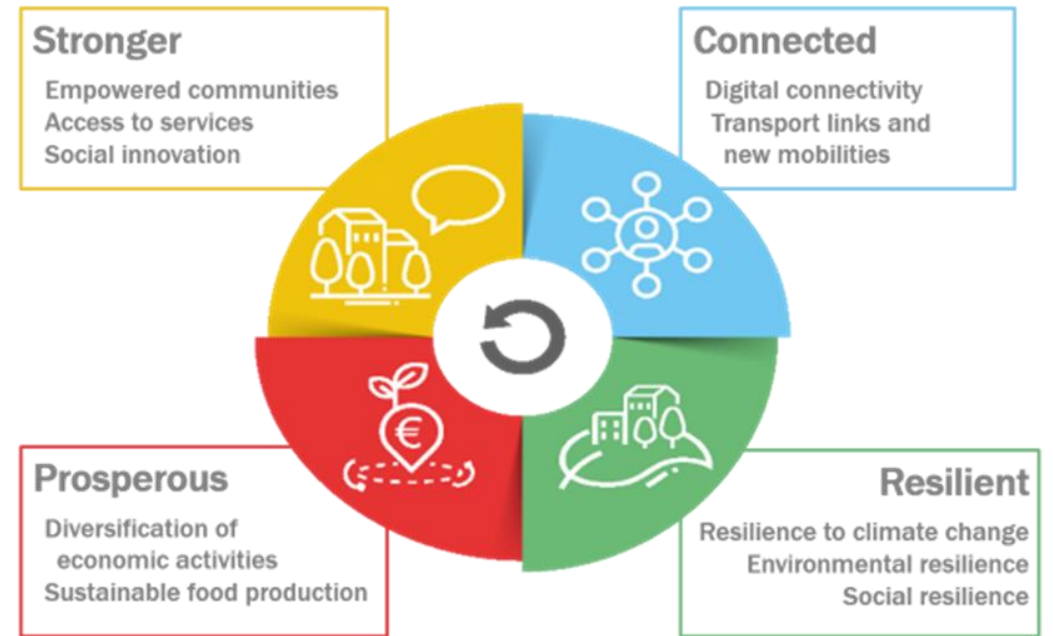 Stronger
Empowered communities
Access to services
Social innovation
Connected
Digital connectivity
Transport links and
new mobilities
€
Prosperous
Diversification of
economic activities
Sustainable food production
Resilient
Resilience to climate change
Environmental resilience
Social resilience